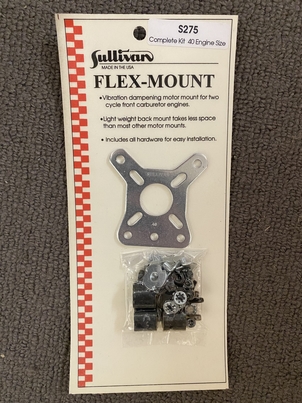 S275
Complete Kit 40 Engine Size
Sullivan
MADE IN THE USA
FLEX-MOUNT
•Vibration dampening motor mount for two
cycle front carburetor engines.
•Light weight back mount takes less space
than most other motor mounts.
• Includes all hardware for easy installation.